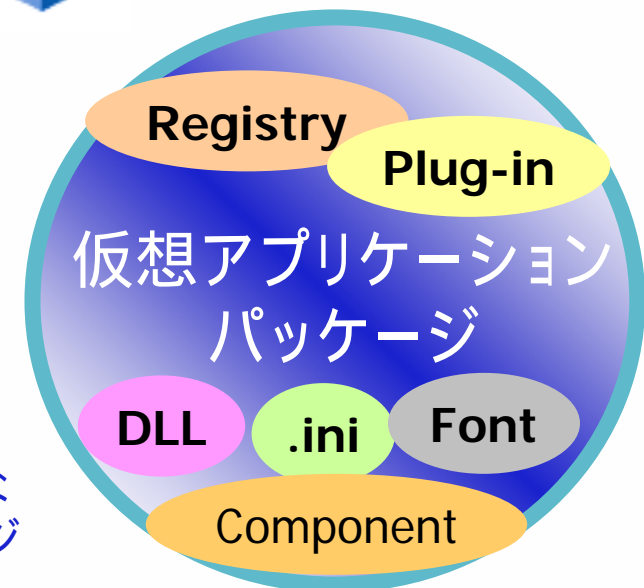 Registry
Plug-in
仮想アプリケーション
パッケージ
DLL
.ini
Font
Component
ジ